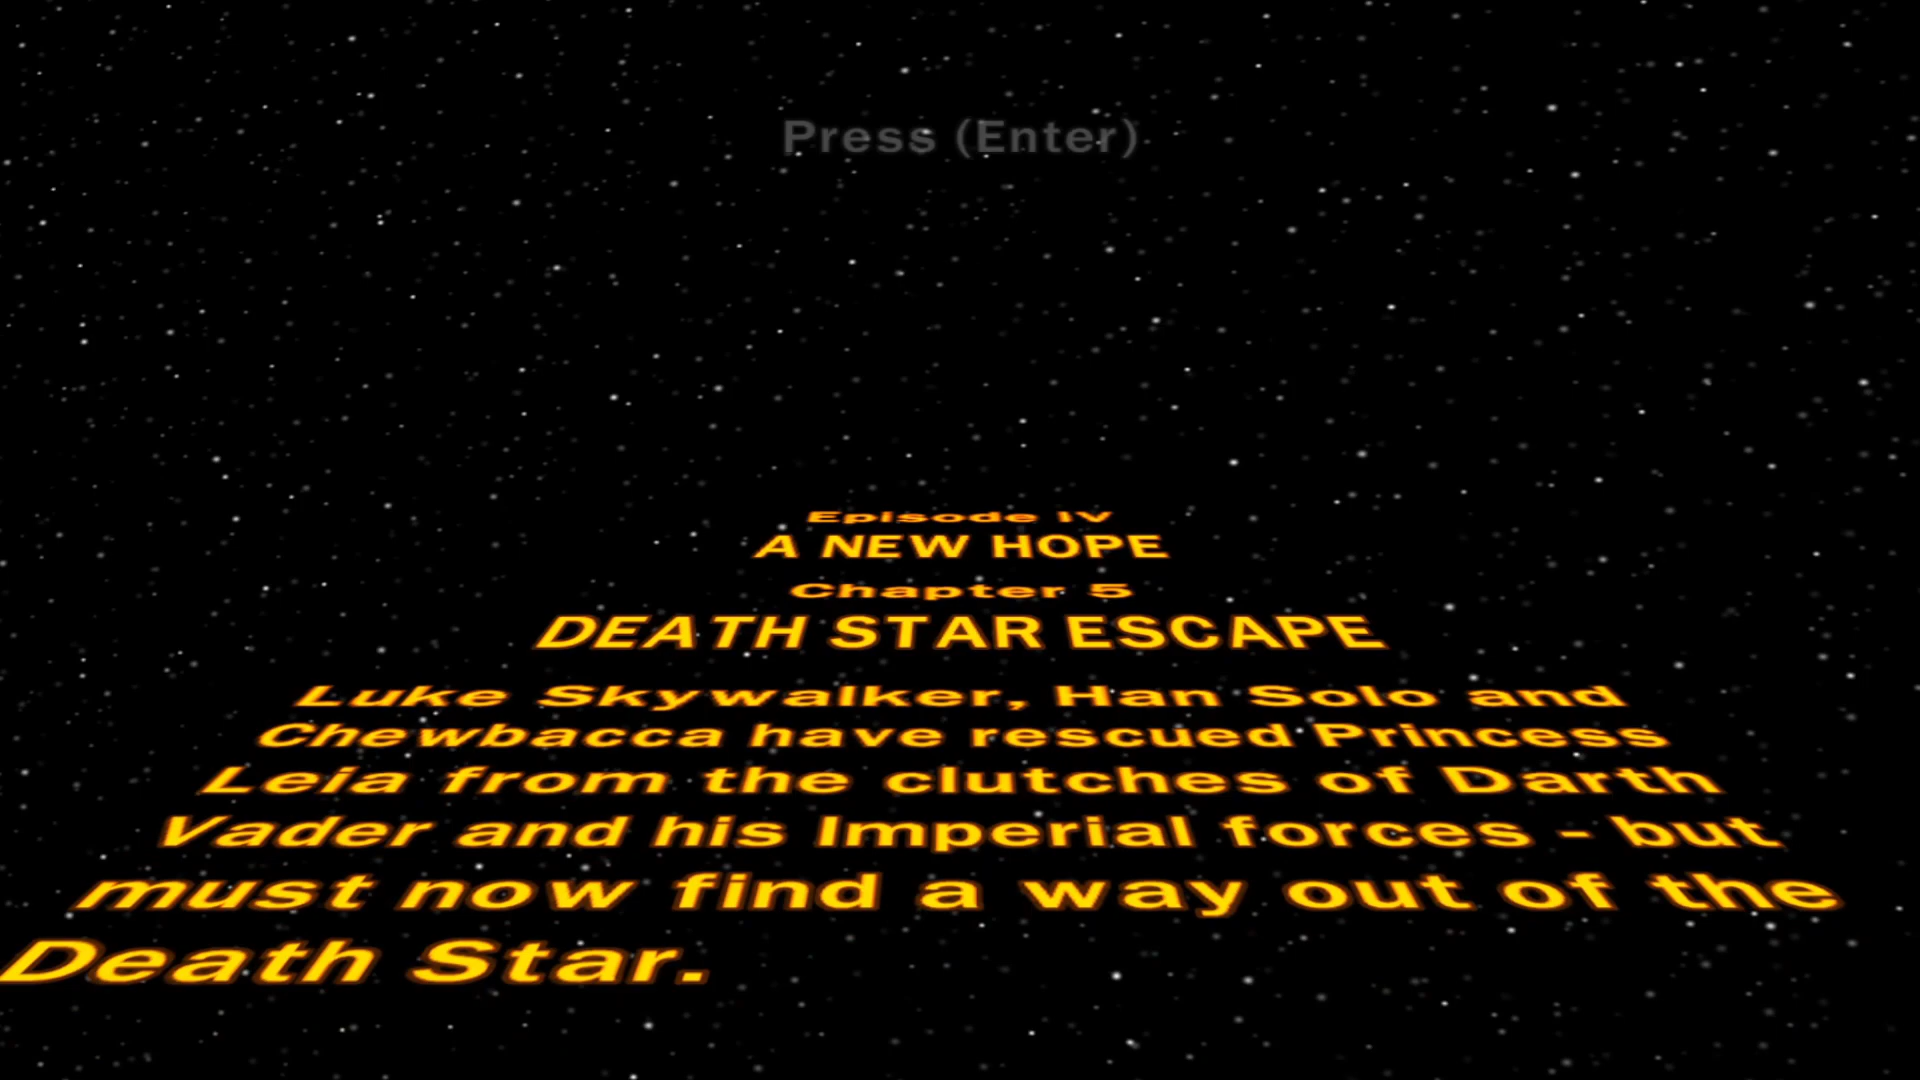 Press (Enter)
Episode IV
A NEW HOPE
Chapter 5
DEATH STAR ESCAPE
Luke Skywalker, Han Solo and
Chewbacca have rescued Princess
Leia from the clutches of Darth
Vader and his Imperial forces - but
must now find a way out of the
Death Star.